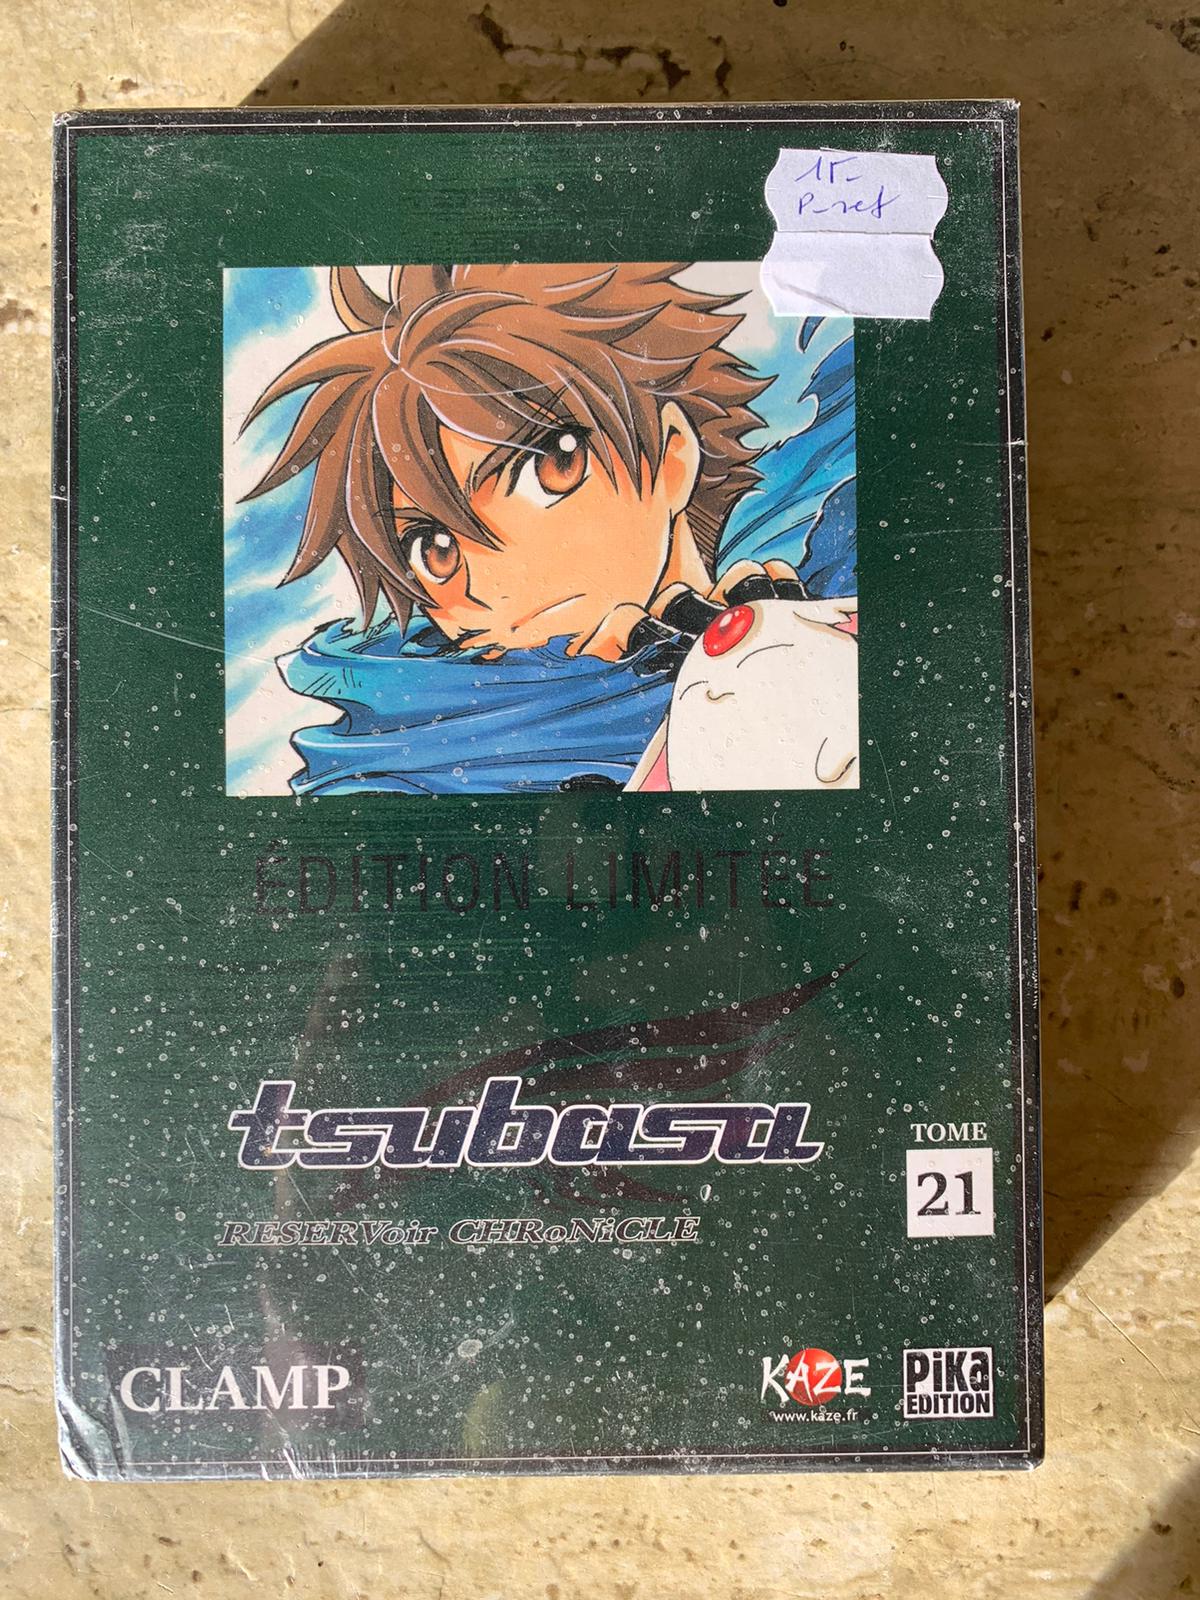 ÉDITION LIMITÉE
tsubasa
RESERVoir CHRoNiCLE
TOME
21
CLAMP
KAZE
www.kaze.fr
PiKa
EDITION